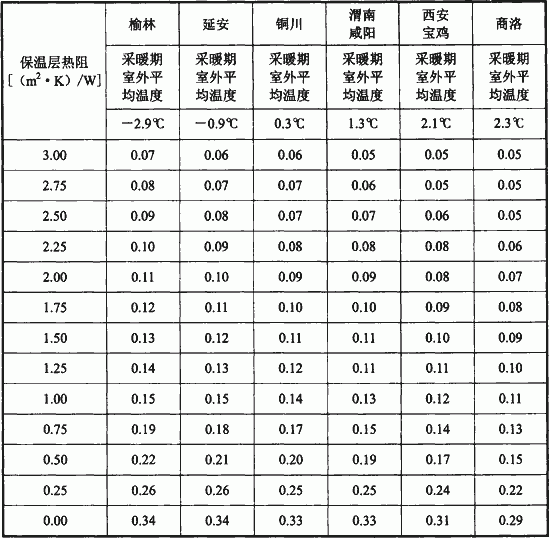 保温层热阻
[（m²·K）/W]
榆林 延安 铜川 渭南 咸阳 西安 宝鸡 商洛
采暖期 采暖期 采暖期 采暖期 采暖期 采暖期
室外平 室外平 室外平 室外平 室外平 室外平
均温度 均温度 均温度 均温度 均温度 均温度
－2.9℃ －0.9℃ 0.3℃ 1.3℃ 2.1℃ 2.3℃
3.00 0.07 0.06 0.06 0.05 0.05 0.05
2.75 0.08 0.07 0.07 0.06 0.05 0.05
2.50 0.09 0.08 0.07 0.07 0.06 0.05
2.25 0.10 0.09 0.08 0.08 0.08 0.06
2.00 0.11 0.10 0.09 0.09 0.08 0.07
1.75 0.12 0.11 0.10 0.10 0.09 0.08
1.50 0.13 0.12 0.11 0.11 0.10 0.09
1.25 0.14 0.13 0.12 0.11 0.11 0.10
1.00 0.15 0.15 0.14 0.13 0.12 0.11
0.75 0.19 0.18 0.17 0.15 0.14 0.13
0.50 0.22 0.21 0.20 0.19 0.17 0.15
0.25 0.26 0.26 0.25 0.25 0.24 0.22
0.00 0.34 0.34 0.33 0.33 0.31 0.29